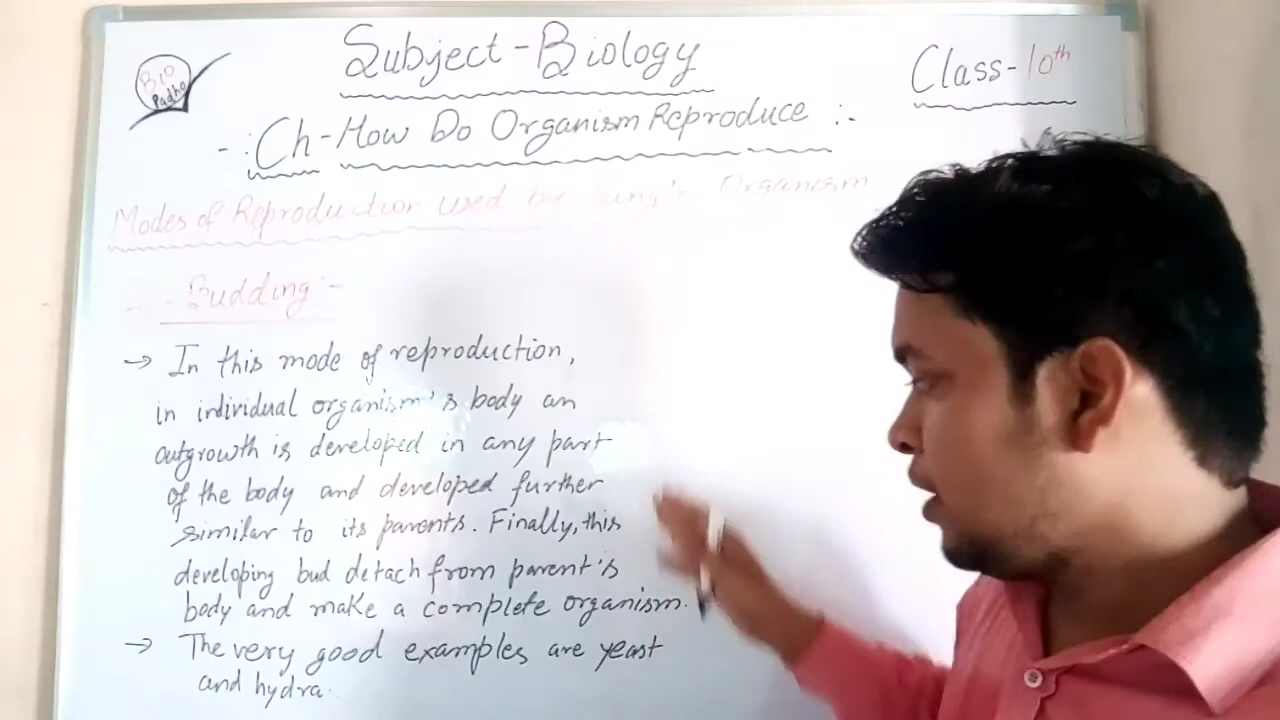 Bio
Padho
Subject-Biology
Class-10th
-:Ch-How Do Organism Reproduce:-
Modes of Reproduction used by single Organism
- -Budding:-
→ In this mode of reproduction,
in individual organism's body an
outgrowth is developed in any part
of the body and developed further
similar to its parents. Finally, this
developing bud detach from parent's
body and make a complete organism.
→ The very good examples are yeast
and hydra.